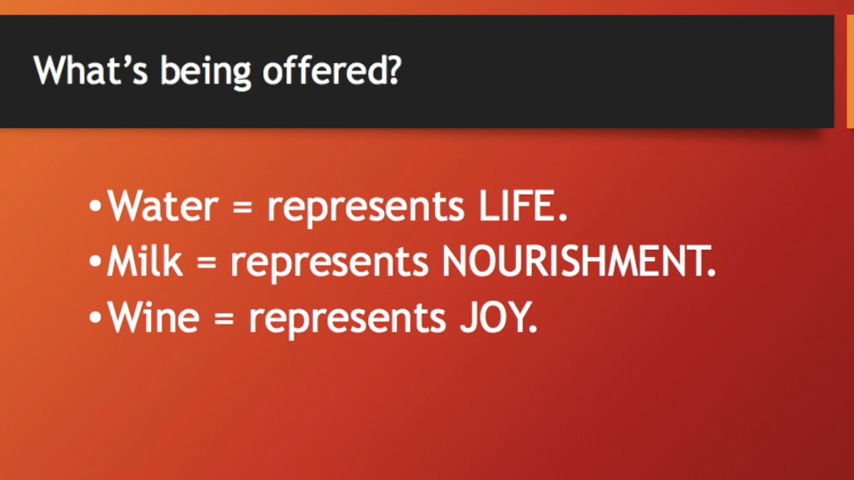 What's being offered?
•Water = represents LIFE.
•Milk = represents NOURISHMENT.
•Wine = represents JOY.